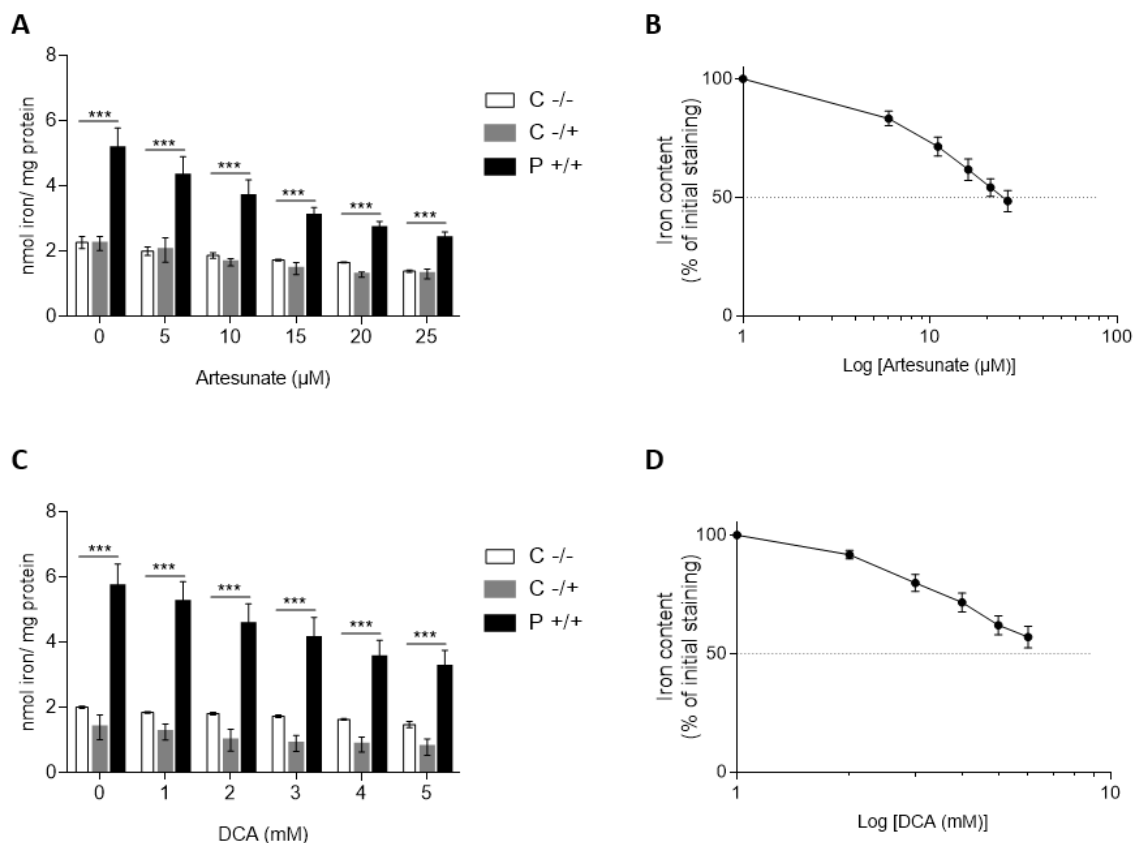 A
8
6
4
2
0
nmol iron/ mg protein
***
***
***
***
***
***
0 5 10 15 20 25
Artesunate (µM)
C -/-
C -/+
P +/+
B
100
50
0
Iron content
(% of initial staining)
1 10 100
Log [Artesunate (µM)]
C
8
6
4
2
0
nmol iron/ mg protein
***
***
***
***
***
***
0 1 2 3 4 5
DCA (mM)
C -/-
C -/+
P +/+
D
100
50
0
Iron content
(% of initial staining)
1 10
Log [DCA (mM)]